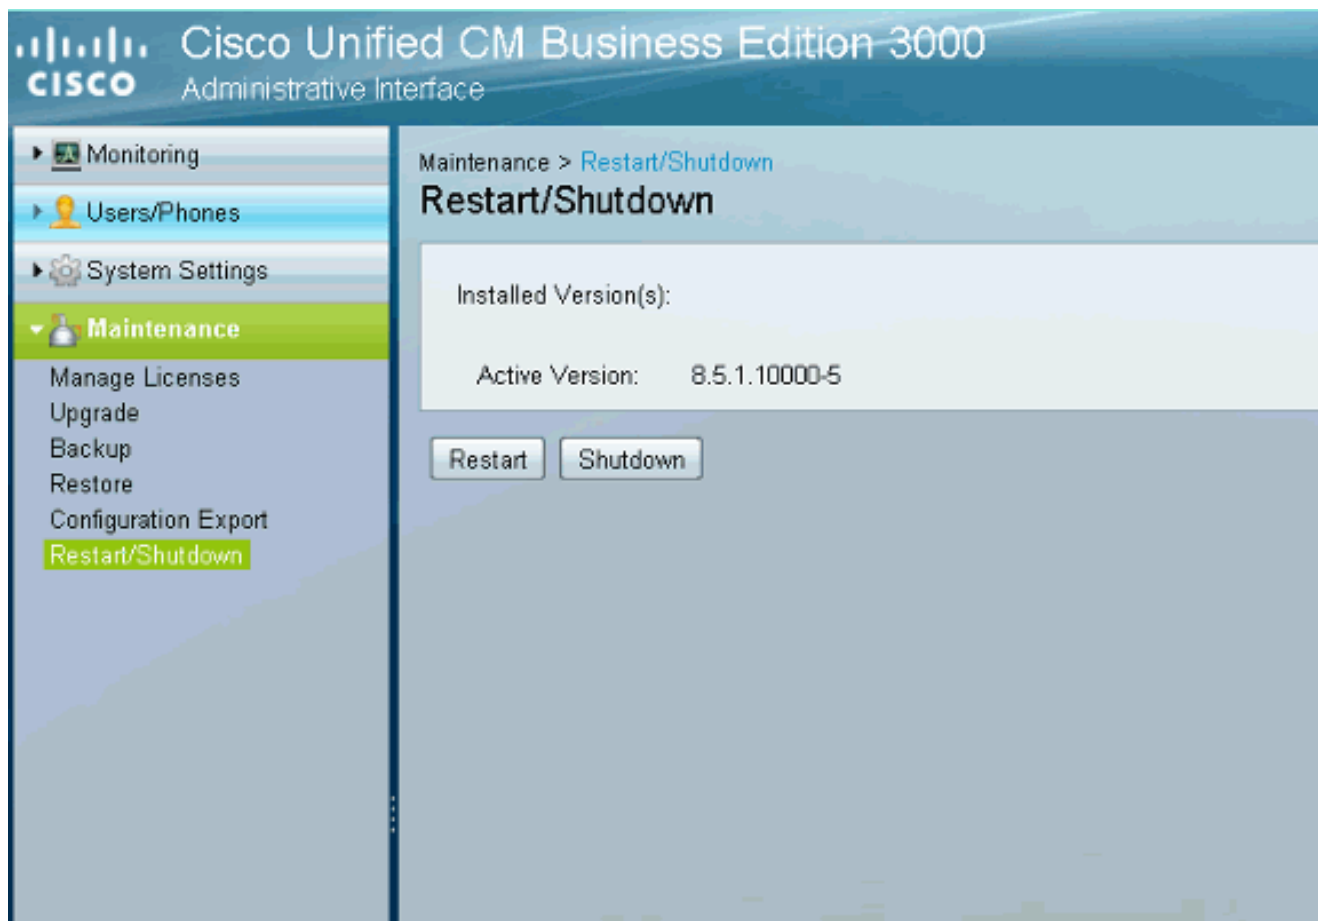 Cisco Unified CM Business Edition 3000
CISCO
Administrative Interface
Monitoring
Users/Phones
System Settings
Maintenance
Manage Licenses
Upgrade
Backup
Restore
Configuration Export
Restart/Shutdown
Maintenance > Restart/Shutdown
Restart/Shutdown
Installed Version(s):
Active Version: 8.5.1.10000-5
Restart Shutdown